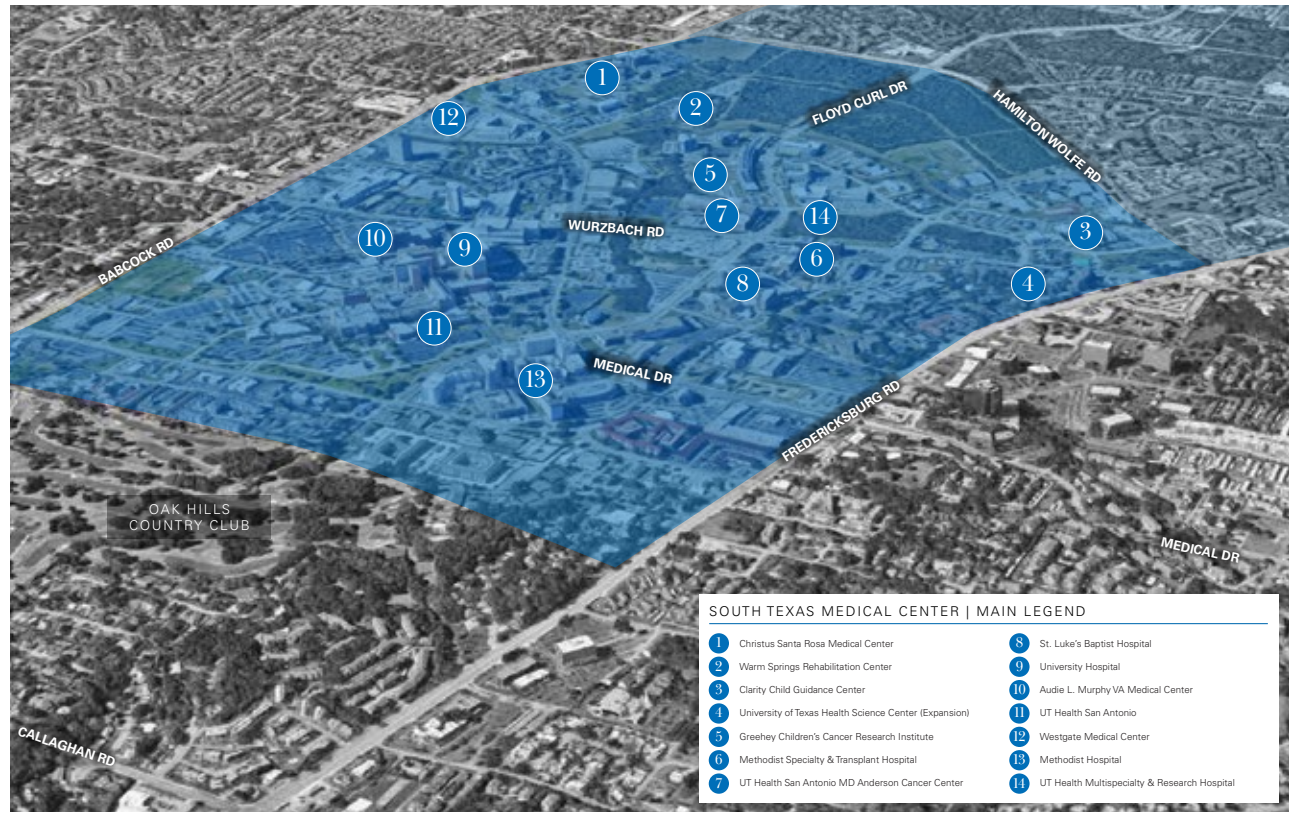 1
2
FLOYD CURL DR
HAMILTON WOLFE RD
12
5
7
14
3
WURZBACH RD
10
9
BABCOCK RD
6
8
4
11
MEDICAL DR
13
FREDERICKSBURG RD
OAK HILLS
COUNTRY CLUB
MEDICAL DR
CALLAGHAN RD
SOUTH TEXAS MEDICAL CENTER | MAIN LEGEND
1 Christus Santa Rosa Medical Center
2 Warm Springs Rehabilitation Center
3 Clarity Child Guidance Center
4 University of Texas Health Science Center (Expansion)
5 Greehey Children's Cancer Research Institute
6 Methodist Specialty & Transplant Hospital
7 UT Health San Antonio MD Anderson Cancer Center
8 St. Luke's Baptist Hospital
9 University Hospital
10 Audie L. Murphy VA Medical Center
11 UT Health San Antonio
12 Westgate Medical Center
13 Methodist Hospital
14 UT Health Multispecialty & Research Hospital